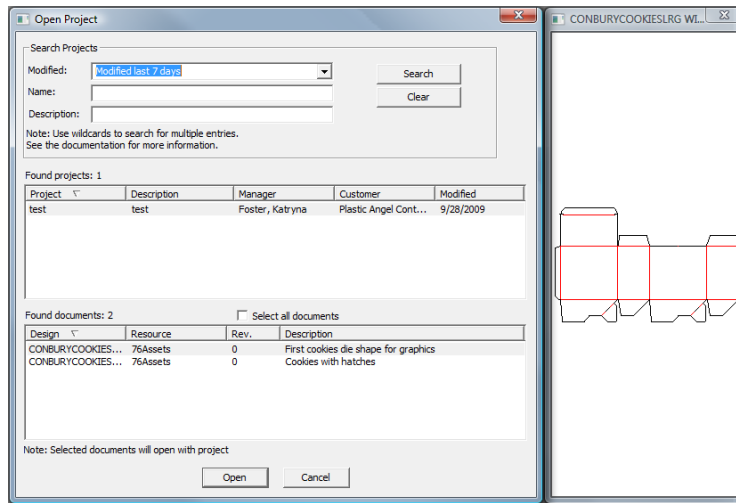 Open Project
CONBURYCOOKIESLRG WI...
Search Projects
Modified: Modified last 7 days Search
Name: Clear
Description:
Note: Use wildcards to search for multiple entries.
See the documentation for more information.
Found projects: 1
Project Description Manager Customer Modified
test test Foster, Katryna Plastic Angel Cont... 9/28/2009
Found documents: 2 Select all documents
Design Resource Rev. Description
CONBURYCOOKIES... 76Assets 0 First cookies die shape for graphics
CONBURYCOOKIES... 76Assets 0 Cookies with hatches
Note: Selected documents will open with project
Open Cancel